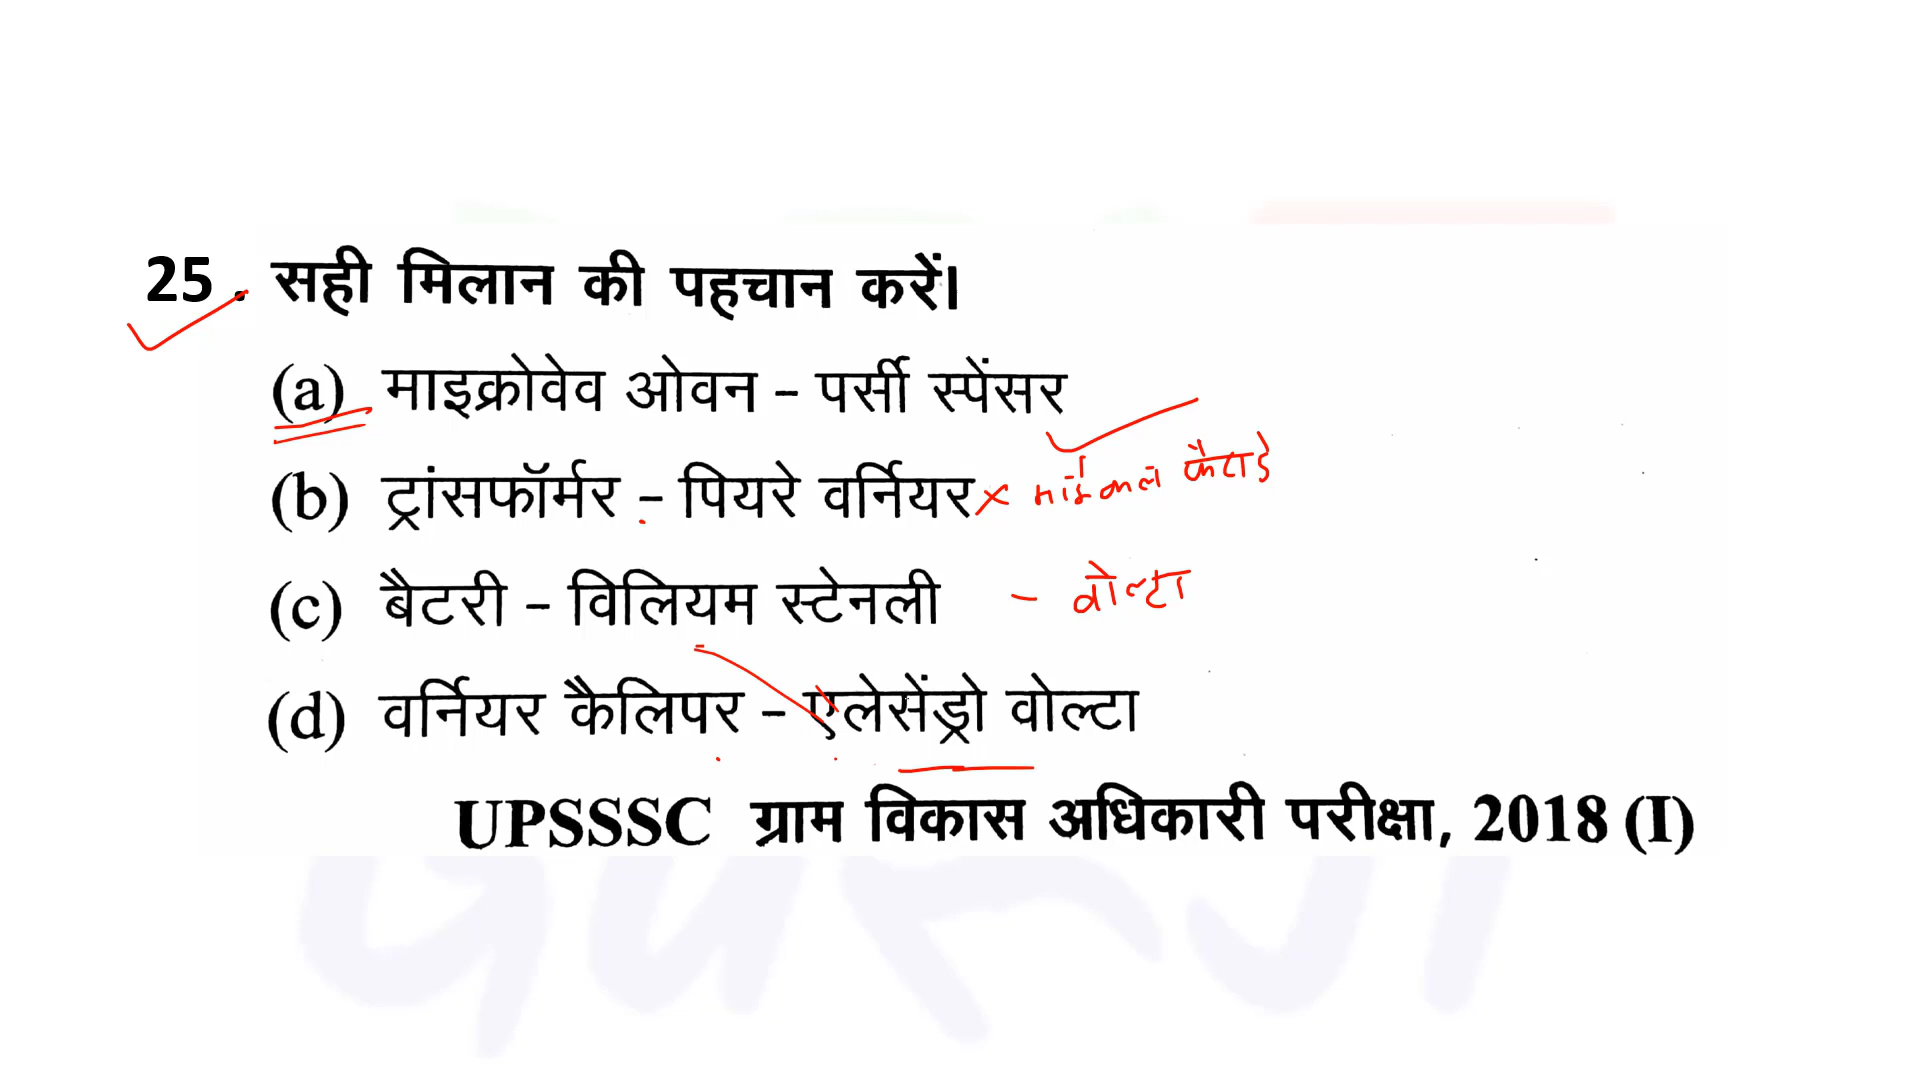 25. सही मिलान की पहचान करें।
(a) माइक्रोवेव ओवन – पर्सी स्पेंसर
(b) ट्रांसफॉर्मर – पियरे वर्नियर × माईकल फैराडे
(c) बैटरी – विलियम स्टेनली – वोल्टा
(d) वर्नियर कैलिपर – एलेसेंड्रो वोल्टा
UPSSSC ग्राम विकास अधिकारी परीक्षा, 2018 (I)